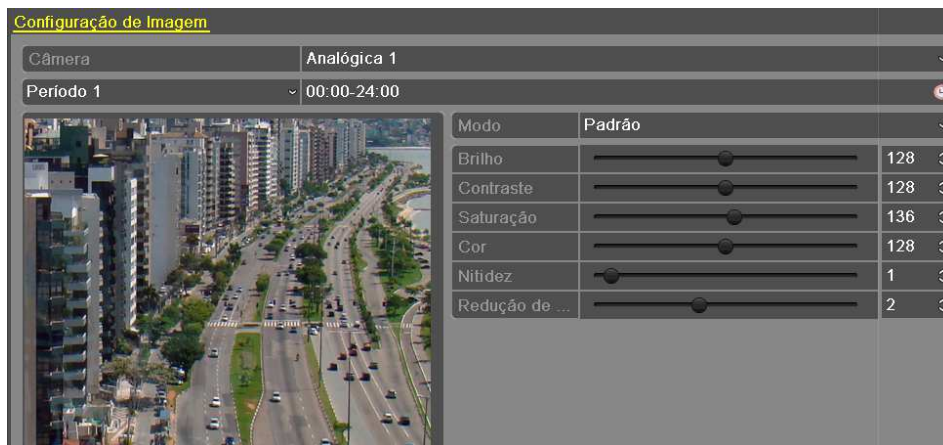 Configuração de Imagem
Câmera Analógica 1
Período 1 00:00-24:00
Modo Padrão
Brilho 128
Contraste 128
Saturação 136
Cor 128
Nitidez 1
Redução de ... 2